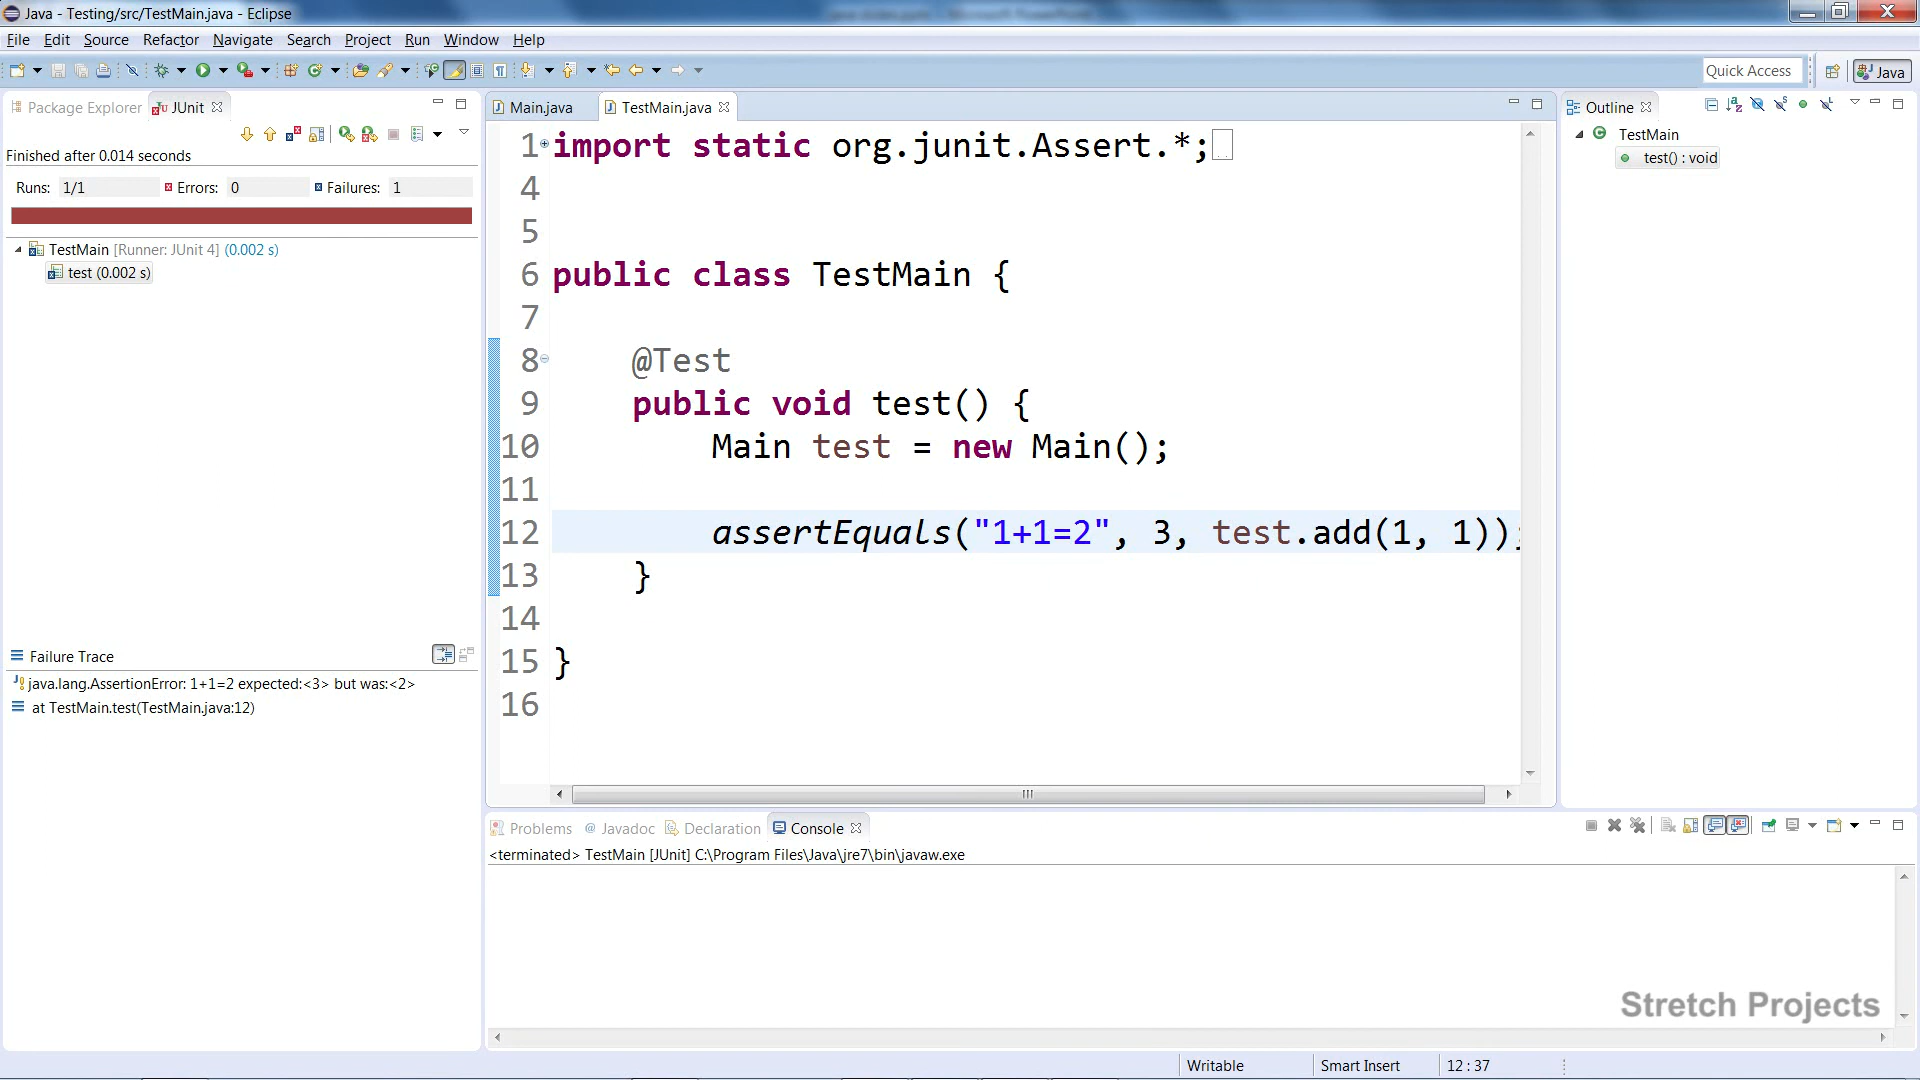 Java - Testing/src/TestMain.java - Eclipse
File Edit Source Refactor Navigate Search Project Run Window Help
Quick Access
Java
Package Explorer JUnit
Finished after 0.014 seconds
Runs: 1/1 Errors: 0 Failures: 1
TestMain [Runner: JUnit 4] (0.002 s)
test (0.002 s)
Failure Trace
java.lang.AssertionError: 1+1=2 expected:<3> but was:<2>
at TestMain.test(TestMain.java:12)
Main.java TestMain.java
1 import static org.junit.Assert.*;
4
5
6 public class TestMain {
7
8 @Test
9 public void test() {
10 Main test = new Main();
11
12 assertEquals("1+1=2", 3, test.add(1, 1));
13 }
14
15 }
16
Outline
TestMain
test() : void
Problems @ Javadoc Declaration Console
<terminated> TestMain [JUnit] C:\Program Files\Java\jre7\bin\javaw.exe
Stretch Projects
Writable Smart Insert 12 : 37